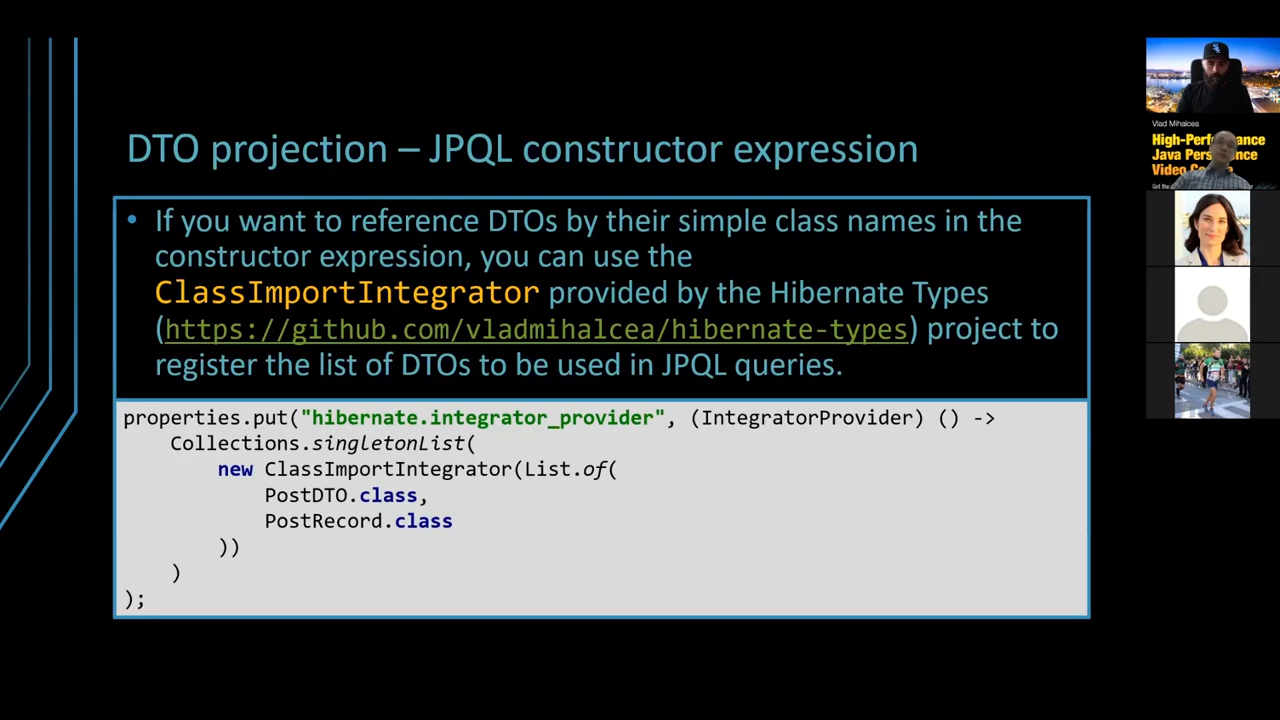 DTO projection – JPQL constructor expression
• If you want to reference DTOs by their simple class names in the
constructor expression, you can use the
ClassImportIntegrator provided by the Hibernate Types
(https://github.com/vladmihalcea/hibernate-types) project to
register the list of DTOs to be used in JPQL queries.
properties.put("hibernate.integrator_provider", (IntegratorProvider) () ->
Collections.singletonList(
new ClassImportIntegrator(List.of(
PostDTO.class,
PostRecord.class
))
)
);
Vlad Mihalcea
Java
Video
Get the